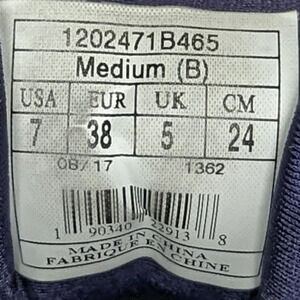 1202471B465
Medium (B)
USA EUR UK CM
7 38 5 24
08/17 1362
1 90340 22913 8
MADE IN CHINA
FABRIQUE EN CHINE